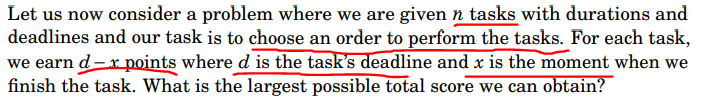 Let us now consider a problem where we are given n tasks with durations and
deadlines and our task is to choose an order to perform the tasks. For each task,
we earn d − x points where d is the task's deadline and x is the moment when we
finish the task. What is the largest possible total score we can obtain?